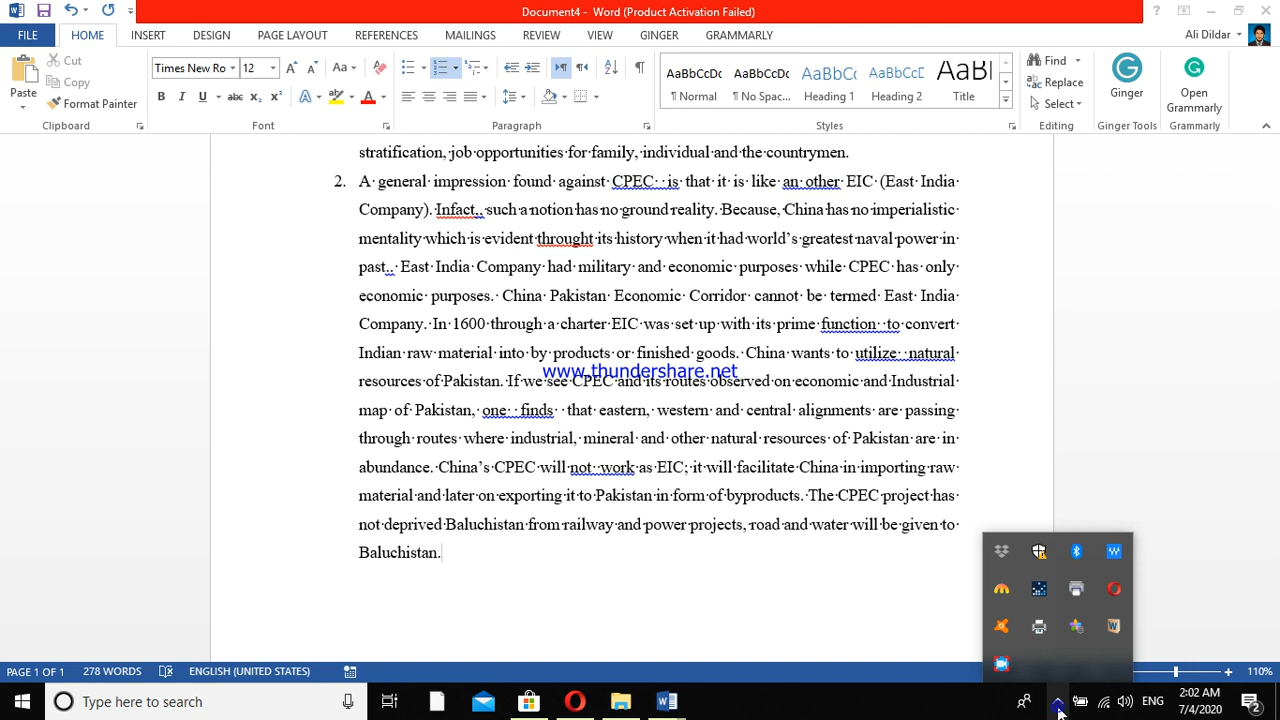 Document4 - Word (Product Activation Failed)
FILE HOME INSERT DESIGN PAGE LAYOUT REFERENCES MAILINGS REVIEW VIEW GINGER GRAMMARLY Ali Dildar
Cut
Copy
Format Painter
Paste
Clipboard
Times New Ro 12
Font
Paragraph
AaBbCcDc AaBbCcDc AaBbCc AaBbCcD AaBl
¶ Normal ¶ No Spac... Heading 1 Heading 2 Title
Styles
Find
Replace
Select
Editing
Ginger
Ginger Tools
Open
Grammarly
Grammarly
stratification, job opportunities for family, individual and the countrymen.
2. A general impression found against CPEC is that it is like an other EIC (East India
Company). Infact,, such a notion has no ground reality. Because, China has no imperialistic
mentality which is evident throught its history when it had world's greatest naval power in
past.. East India Company had military and economic purposes while CPEC has only
economic purposes. China Pakistan Economic Corridor cannot be termed East India
Company. In 1600 through a charter EIC was set up with its prime function to convert
Indian raw material into by products or finished goods. China wants to utilize natural
www.thundershare.net
resources of Pakistan. If we see CPEC and its routes observed on economic and Industrial
map of Pakistan, one finds that eastern, western and central alignments are passing
through routes where industrial, mineral and other natural resources of Pakistan are in
abundance. China's CPEC will not work as EIC; it will facilitate China in importing raw
material and later on exporting it to Pakistan in form of byproducts. The CPEC project has
not deprived Baluchistan from railway and power projects, road and water will be given to
Baluchistan.
PAGE 1 OF 1 278 WORDS ENGLISH (UNITED STATES) 110%
Type here to search
ENG
2:02 AM
7/4/2020
2